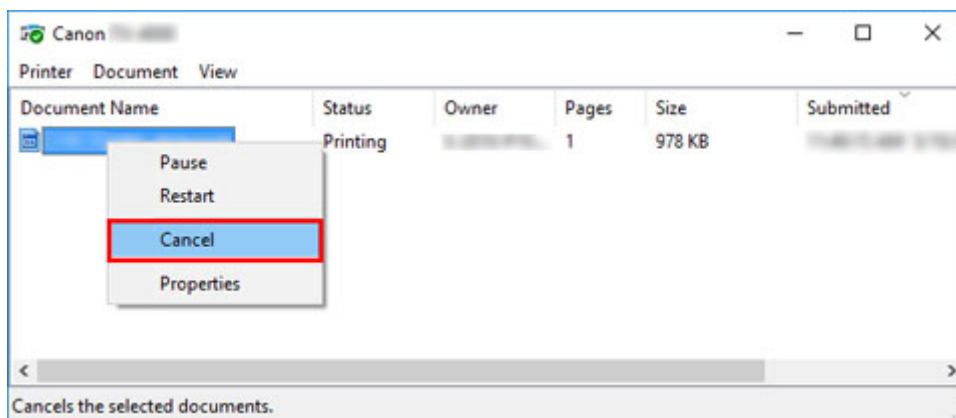 Canon
Printer Document View
Document Name Status Owner Pages Size Submitted
Printing 1 978 KB
Pause
Restart
Cancel
Properties
Cancels the selected documents.